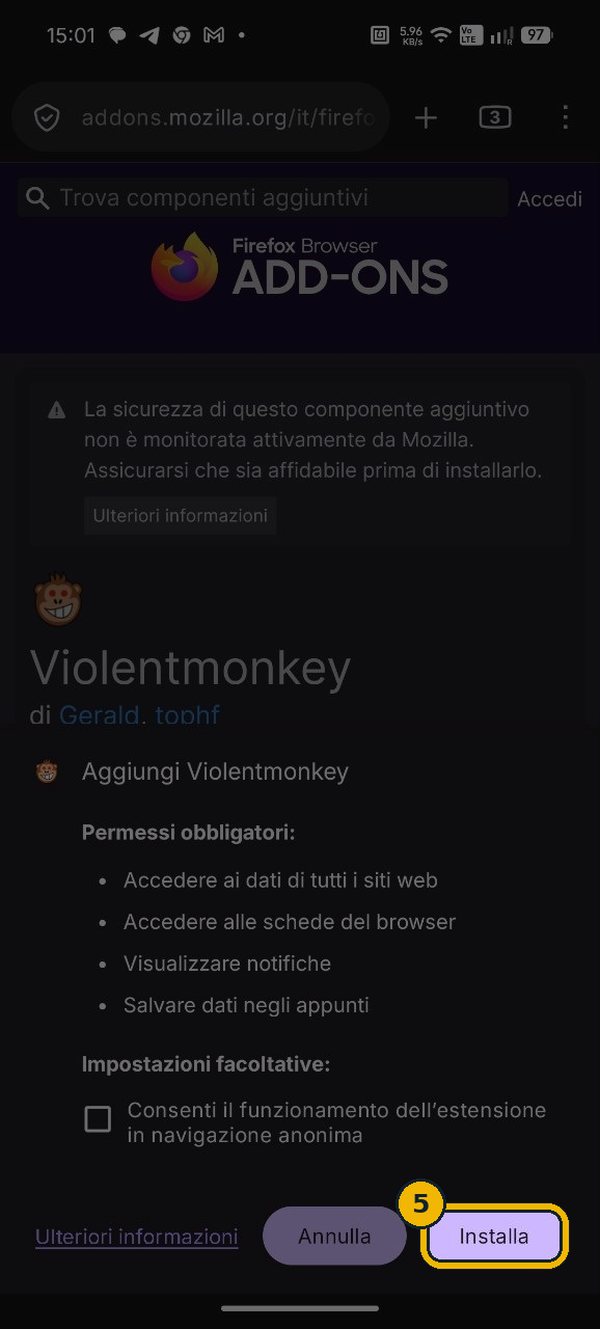 15:01 5.96 KB/s Vo LTE R 97
addons.mozilla.org/it/firefo 3
Trova componenti aggiuntivi Accedi
Firefox Browser
ADD-ONS
La sicurezza di questo componente aggiuntivo
non è monitorata attivamente da Mozilla.
Assicurarsi che sia affidabile prima di installarlo.
Ulteriori informazioni
Violentmonkey
di Gerald, tophf
Aggiungi Violentmonkey
Permessi obbligatori:
• Accedere ai dati di tutti i siti web
• Accedere alle schede del browser
• Visualizzare notifiche
• Salvare dati negli appunti
Impostazioni facoltative:
Consenti il funzionamento dell’estensione
in navigazione anonima
5
Ulteriori informazioni Annulla Installa